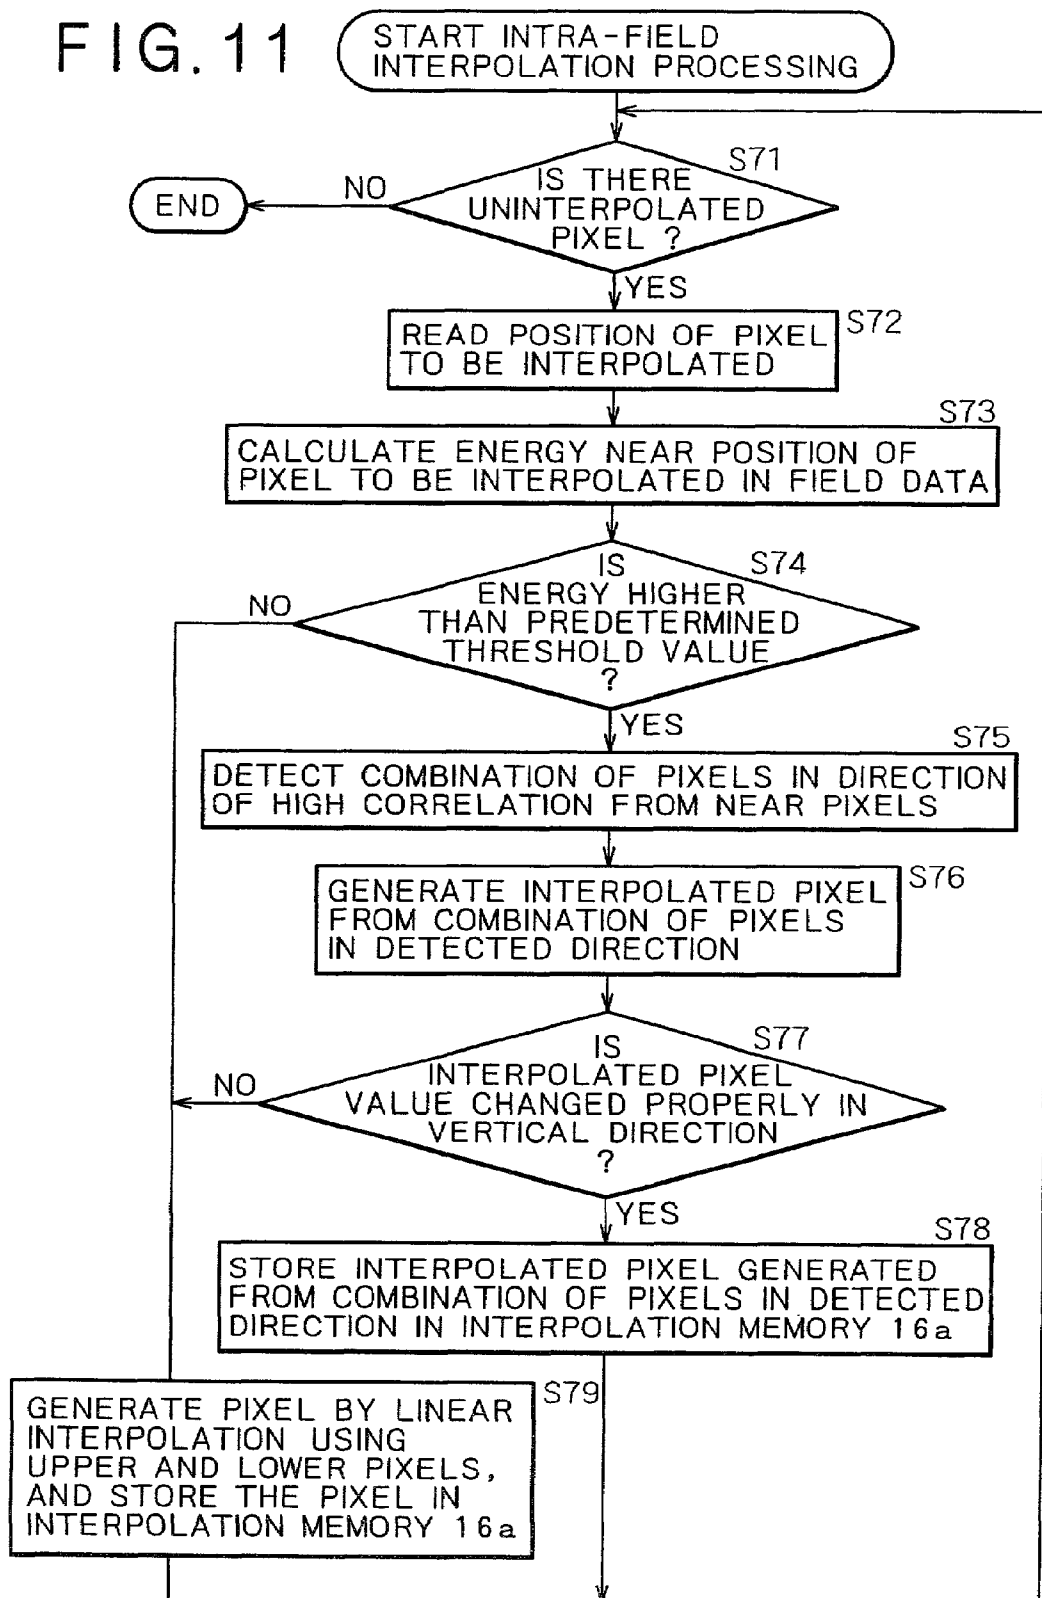 FIG.11
START INTRA-FIELD
INTERPOLATION PROCESSING
S71
IS THERE
UNINTERPOLATED
PIXEL ?
NO
END
YES
S72
READ POSITION OF PIXEL
TO BE INTERPOLATED
S73
CALCULATE ENERGY NEAR POSITION OF
PIXEL TO BE INTERPOLATED IN FIELD DATA
S74
IS
ENERGY HIGHER
THAN PREDETERMINED
THRESHOLD VALUE
?
NO
YES
S75
DETECT COMBINATION OF PIXELS IN DIRECTION
OF HIGH CORRELATION FROM NEAR PIXELS
S76
GENERATE INTERPOLATED PIXEL
FROM COMBINATION OF PIXELS
IN DETECTED DIRECTION
S77
IS
INTERPOLATED PIXEL
VALUE CHANGED PROPERLY IN
VERTICAL DIRECTION
?
NO
YES
S78
STORE INTERPOLATED PIXEL GENERATED
FROM COMBINATION OF PIXELS IN DETECTED
DIRECTION IN INTERPOLATION MEMORY 16a
S79
GENERATE PIXEL BY LINEAR
INTERPOLATION USING
UPPER AND LOWER PIXELS,
AND STORE THE PIXEL IN
INTERPOLATION MEMORY 16a